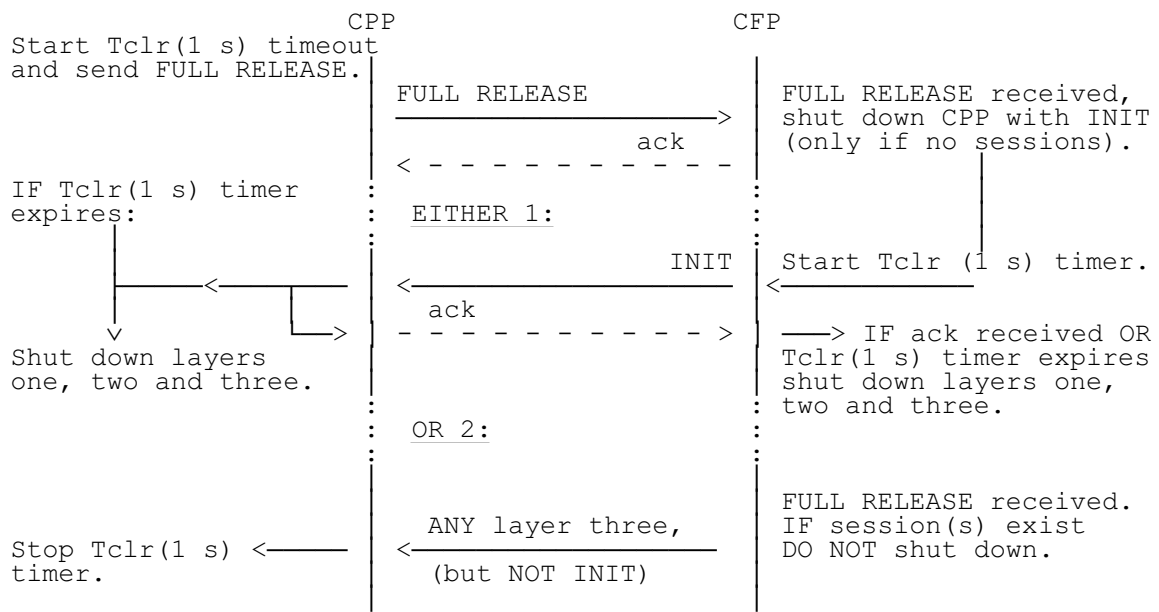 CPP
CFP
Start Tclr(1 s) timeout
and send FULL RELEASE.
FULL RELEASE
FULL RELEASE received,
shut down CPP with INIT
(only if no sessions).
ack
IF Tclr(1 s) timer
expires:
EITHER 1:
INIT
Start Tclr (1 s) timer.
ack
IF ack received OR
Tclr(1 s) timer expires
shut down layers one,
two and three.
Shut down layers
one, two and three.
OR 2:
FULL RELEASE received.
IF session(s) exist
DO NOT shut down.
ANY layer three,
(but NOT INIT)
Stop Tclr(1 s)
timer.